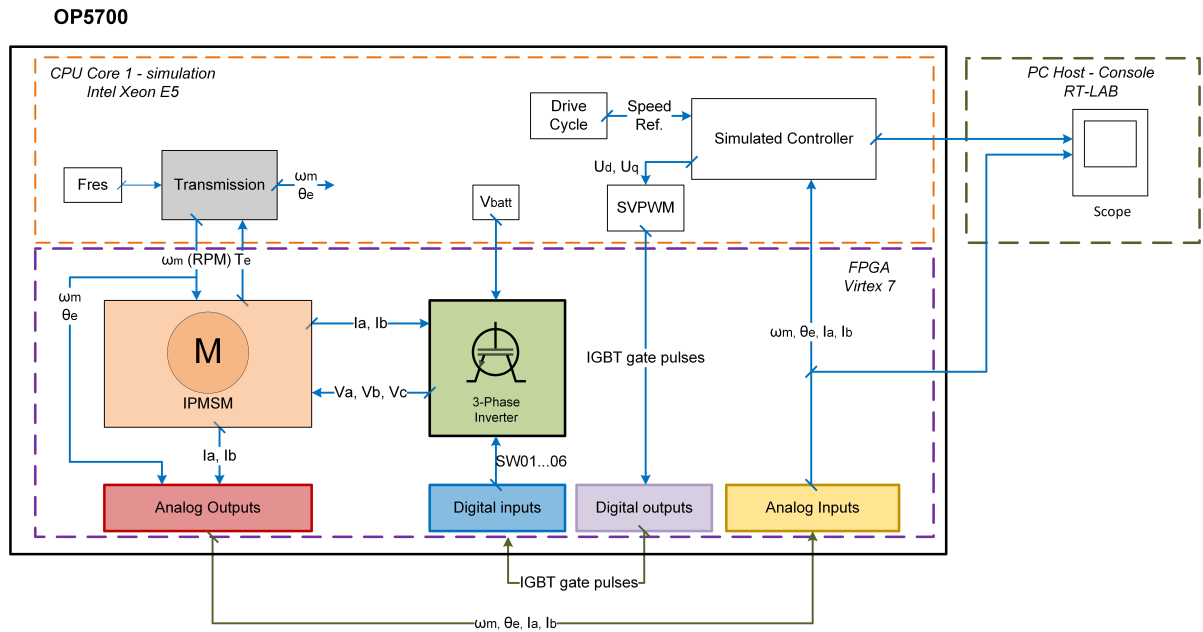 OP5700
CPU Core 1 - simulation
Intel Xeon E5
PC Host - Console
RT-LAB
Drive
Cycle
Speed
Ref.
Simulated Controller
Fres
Transmission
ωm
θe
Vbatt
Ud, Uq
SVPWM
Scope
ωm (RPM) Te
FPGA
Virtex 7
ωm
θe
M
IPMSM
Ia, Ib
Va, Vb, Vc
3-Phase
Inverter
IGBT gate pulses
ωm, θe, Ia, Ib
Ia, Ib
SW01...06
Analog Outputs
Digital inputs
Digital outputs
Analog Inputs
IGBT gate pulses
ωm, θe, Ia, Ib